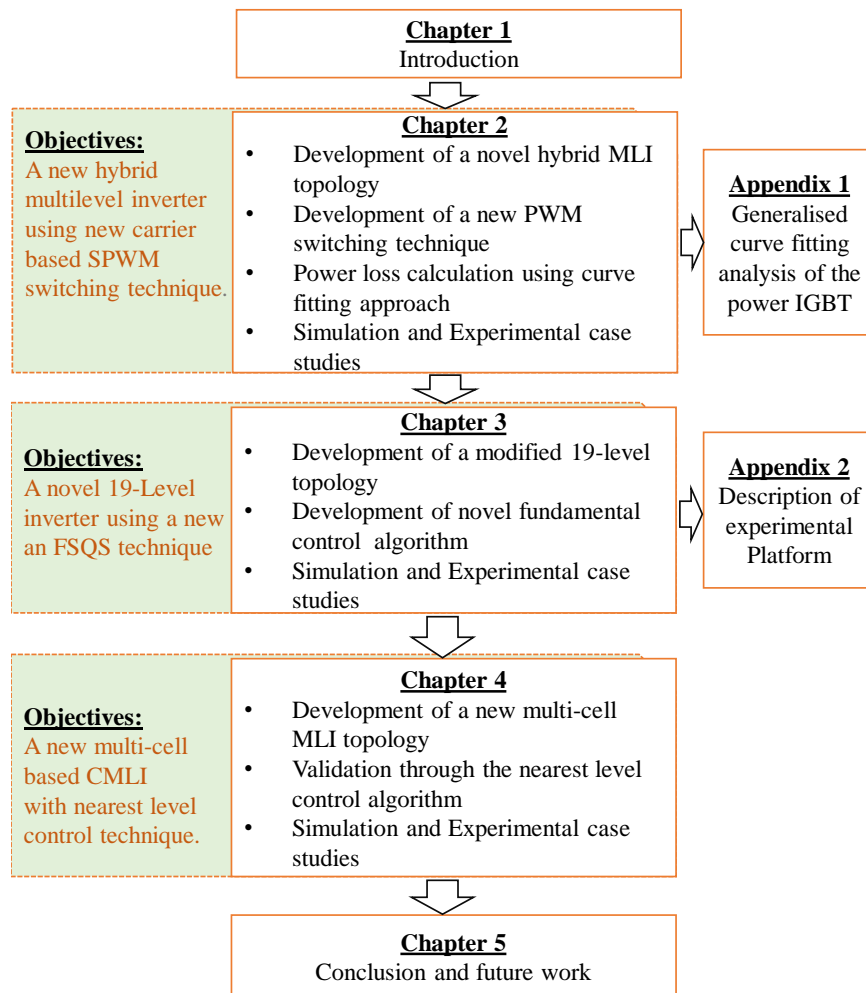 Chapter 1
Introduction
Objectives:
A new hybrid
multilevel inverter
using new carrier
based SPWM
switching technique.
Chapter 2
• Development of a novel hybrid MLI
topology
• Development of a new PWM
switching technique
• Power loss calculation using curve
fitting approach
• Simulation and Experimental case
studies
Appendix 1
Generalised
curve fitting
analysis of the
power IGBT
Objectives:
A novel 19-Level
inverter using a new
an FSQS technique
Chapter 3
• Development of a modified 19-level
topology
• Development of novel fundamental
control algorithm
• Simulation and Experimental case
studies
Appendix 2
Description of
experimental
Platform
Objectives:
A new multi-cell
based CMLI
with nearest level
control technique.
Chapter 4
• Development of a new multi-cell
MLI topology
• Validation through the nearest level
control algorithm
• Simulation and Experimental case
studies
Chapter 5
Conclusion and future work